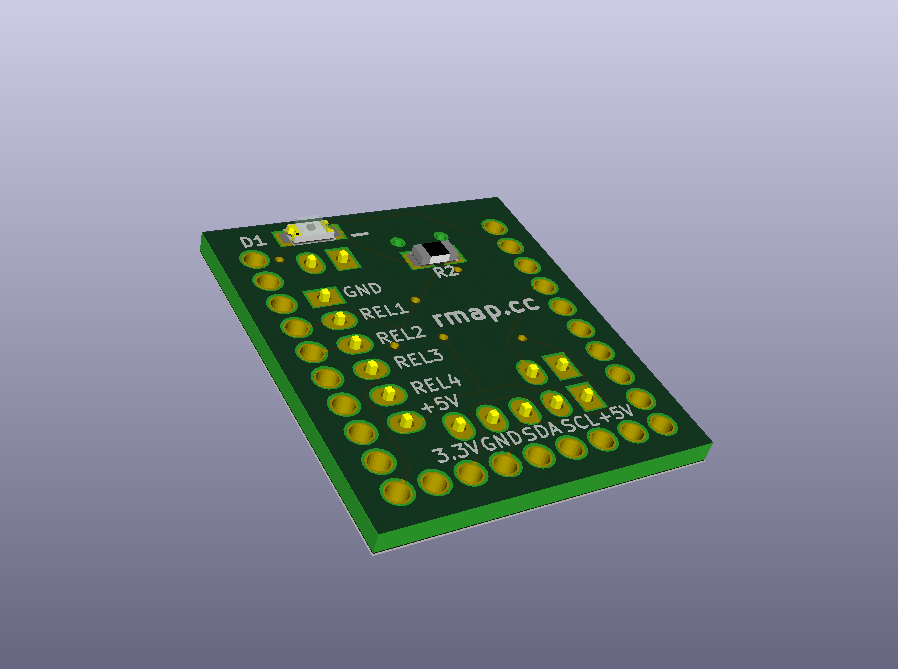 D1
R2
GND
REL1
rmap.cc
REL2
REL3
REL4
+5V
3.3V GND SDA SCL +5V